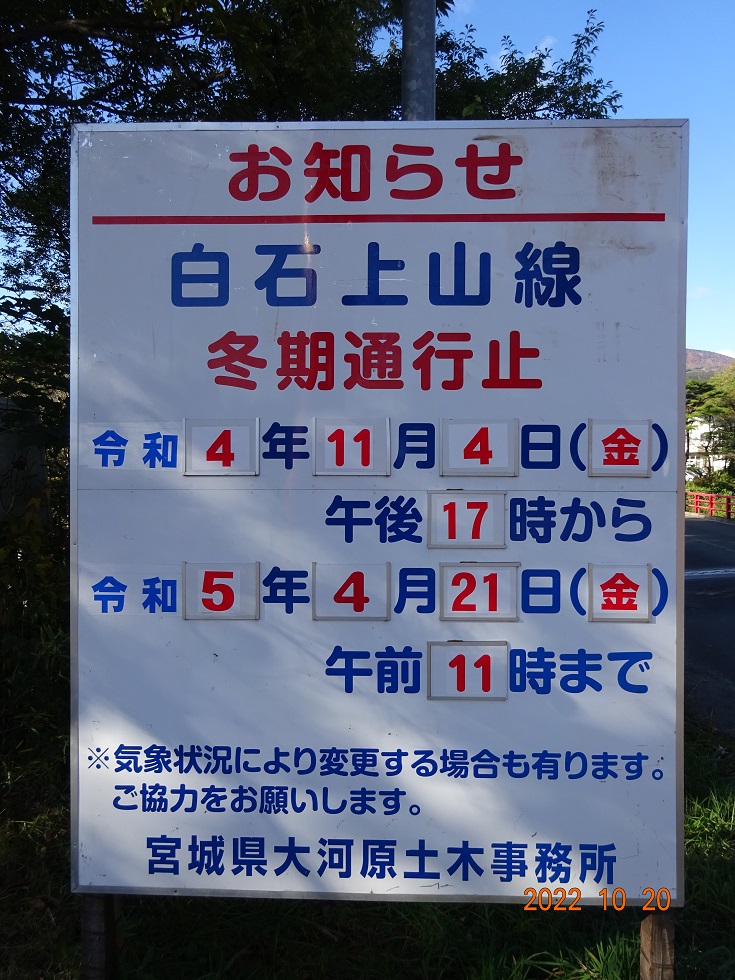 お知らせ
白石上山線
冬期通行止
令和4年11月4日(金)
午後17時から
令和5年4月21日(金)
午前11時まで
※気象状況により変更する場合も有ります。
ご協力をお願いします。
宮城県大河原土木事務所
2022 10 20